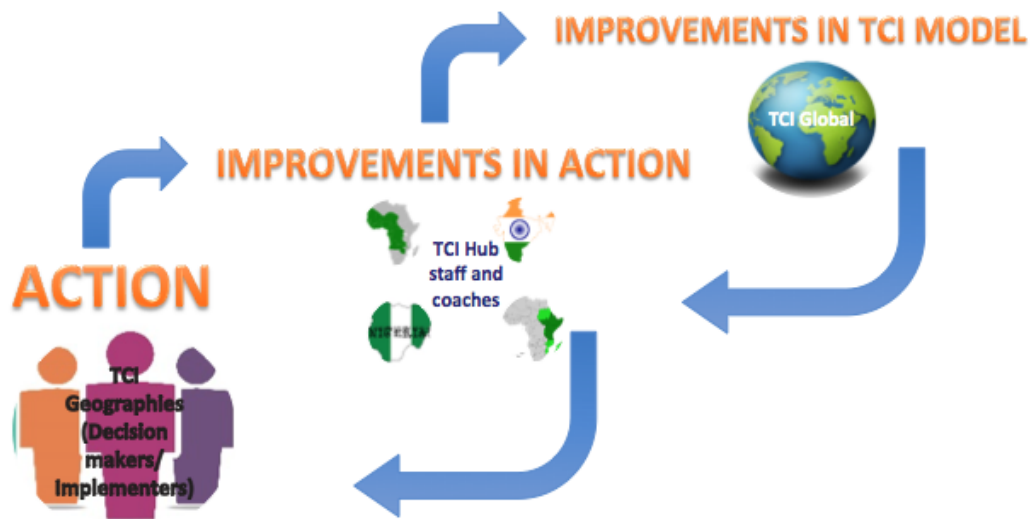 IMPROVEMENTS IN TCI MODEL
TCI Global
IMPROVEMENTS IN ACTION
TCI Hub
staff and
coaches
NIGERIA
ACTION
TCI
Geographies
(Decision
makers/
Implementers)